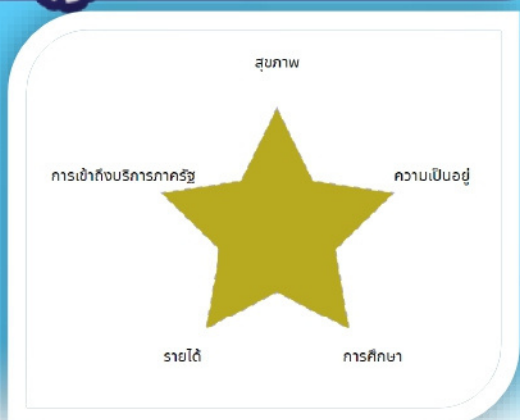 สุขภาพ
การเข้าถึงบริการภาครัฐ
ความเป็นอยู่
รายได้
การศึกษา